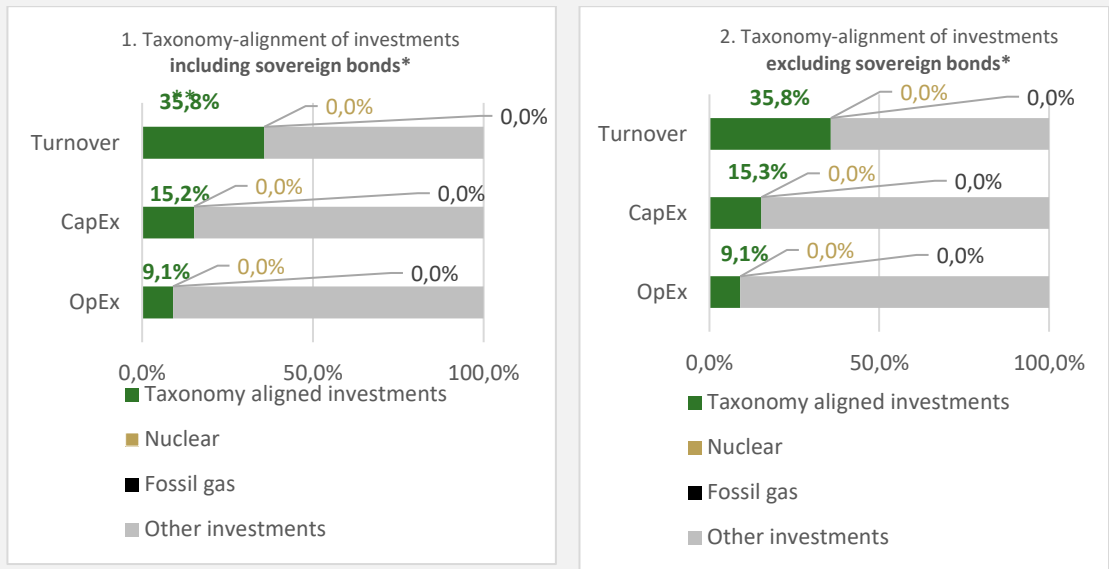 1. Taxonomy-alignment of investments
including sovereign bonds*
**
35,8%
0,0%
0,0%
Turnover
15,2%
0,0%
0,0%
CapEx
9,1%
0,0%
0,0%
OpEx
0,0%
50,0%
100,0%
Taxonomy aligned investments
Nuclear
Fossil gas
Other investments
2. Taxonomy-alignment of investments
excluding sovereign bonds*
35,8%
0,0%
0,0%
Turnover
15,3%
0,0%
0,0%
CapEx
9,1%
0,0%
0,0%
OpEx
0,0%
50,0%
100,0%
Taxonomy aligned investments
Nuclear
Fossil gas
Other investments